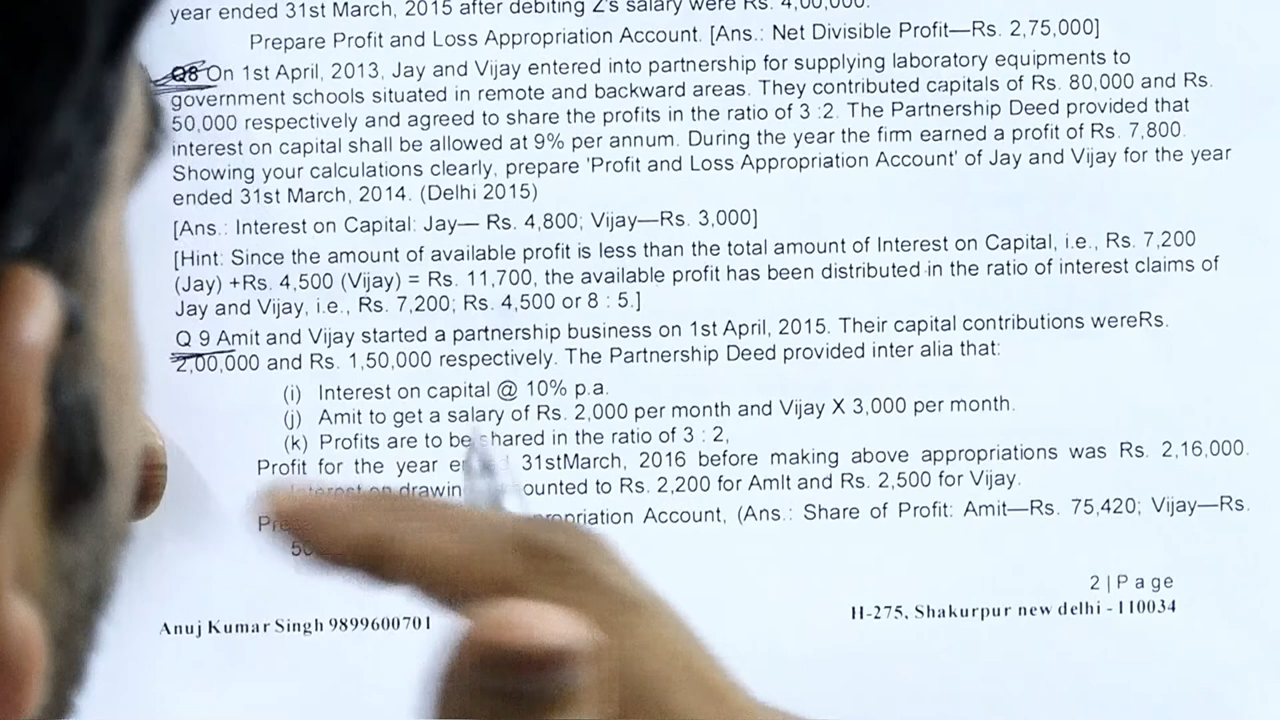 year ended 31st March, 2015 after debiting Z's salary were Rs. 4,00,000.
Prepare Profit and Loss Appropriation Account. [Ans.: Net Divisible Profit—Rs. 2,75,000]
Q8 On 1st April, 2013, Jay and Vijay entered into partnership for supplying laboratory equipments to
government schools situated in remote and backward areas. They contributed capitals of Rs. 80,000 and Rs.
50,000 respectively and agreed to share the profits in the ratio of 3 :2. The Partnership Deed provided that
interest on capital shall be allowed at 9% per annum. During the year the firm earned a profit of Rs. 7,800.
Showing your calculations clearly, prepare 'Profit and Loss Appropriation Account' of Jay and Vijay for the year
ended 31st March, 2014. (Delhi 2015)
[Ans.: Interest on Capital: Jay— Rs. 4,800; Vijay—Rs. 3,000]
[Hint: Since the amount of available profit is less than the total amount of Interest on Capital, i.e., Rs. 7,200
(Jay) +Rs. 4,500 (Vijay) = Rs. 11,700, the available profit has been distributed in the ratio of interest claims of
Jay and Vijay, i.e., Rs. 7,200; Rs. 4,500 or 8 : 5.]
Q 9 Amit and Vijay started a partnership business on 1st April, 2015. Their capital contributions wereRs.
2,00,000 and Rs. 1,50,000 respectively. The Partnership Deed provided inter alia that:
(i) Interest on capital @ 10% p.a.
(j) Amit to get a salary of Rs. 2,000 per month and Vijay X 3,000 per month.
(k) Profits are to be shared in the ratio of 3 : 2,
Profit for the year 31stMarch, 2016 before making above appropriations was Rs. 2,16,000.
Interest on to Rs. 2,200 for AmIt and Rs. 2,500 for Vijay.
Account, (Ans.: Share of Profit: Amit—Rs. 75,420; Vijay—Rs.
2 | P a g e
Anuj Kumar Singh 9899600701
H-275, Shakurpur new delhi - 110034